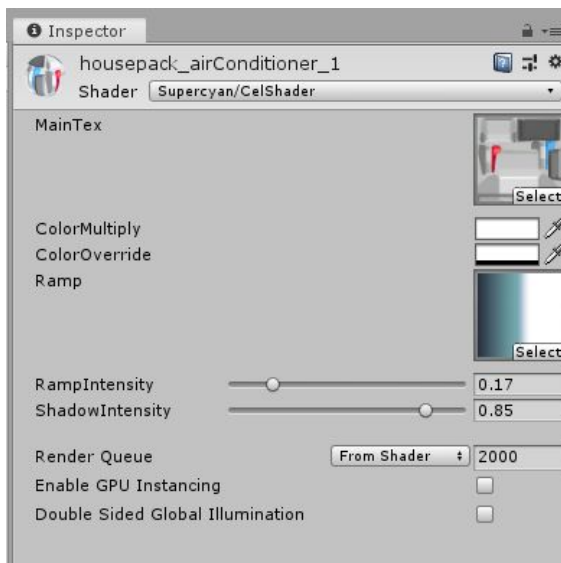 Inspector
housepack_airConditioner_1
Shader Supercyan/CelShader
MainTex
Select
ColorMultiply
ColorOverride
Ramp
Select
RampIntensity 0.17
ShadowIntensity 0.85
Render Queue From Shader 2000
Enable GPU Instancing
Double Sided Global Illumination